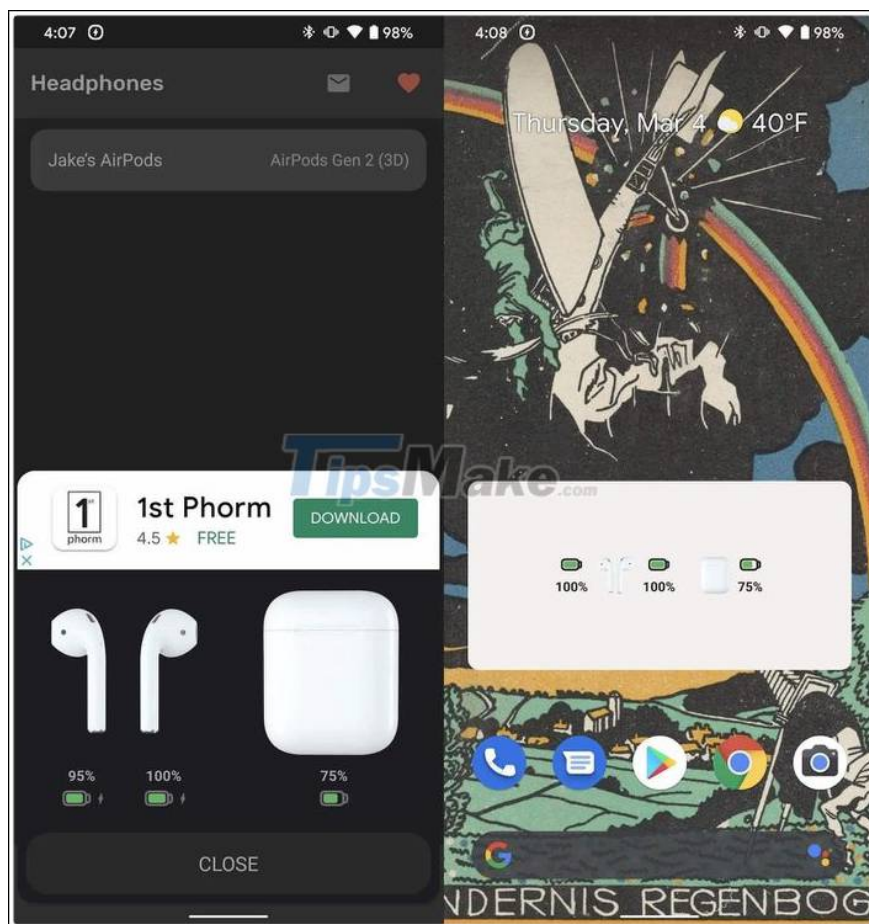 4:07
98%
Headphones
Jake's AirPods
AirPods Gen 2 (3D)
1st Phorm
4.5
FREE
DOWNLOAD
1st
phorm
95%
100%
75%
CLOSE
4:08
98%
Thursday, Mar 4
40°F
TipsMake.com
100%
100%
75%
NDERNIS REGENBOG